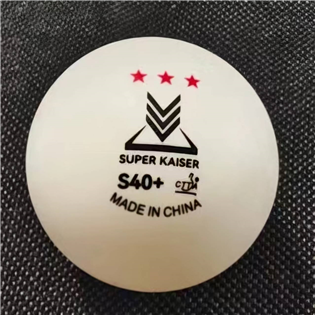 SUPER KAISER
S40+ CTTA
MADE IN CHINA